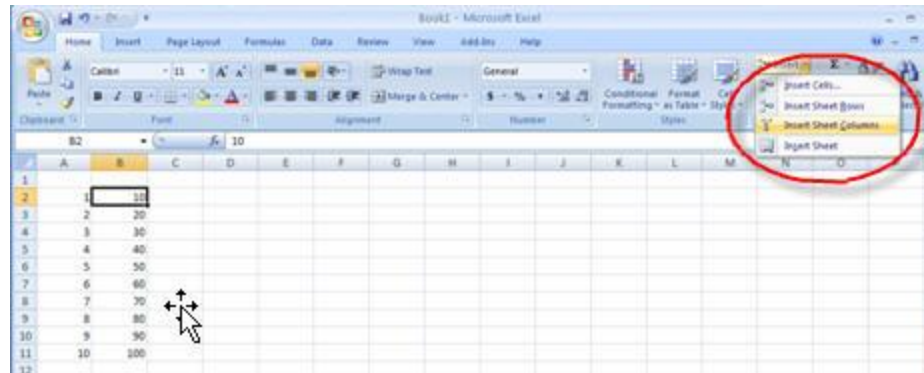 Book1 - Microsoft Excel
Home Insert Page Layout Formulas Data Review View Add-Ins Help
Paste Calibri 11 A A Wrap Text General Conditional Formatting Format as Table Cell Styles Insert Σ
B I U A Merge & Center $ % ,
Clipboard Font Alignment Number Styles
Insert Cells...
Insert Sheet Rows
Insert Sheet Columns
Insert Sheet
B2 fx 10
A B C D E F G H I J K L M N O
1
2 1 10
3 2 20
4 3 30
5 4 40
6 5 50
7 6 60
8 7 70
9 8 80
10 9 90
11 10 100
12